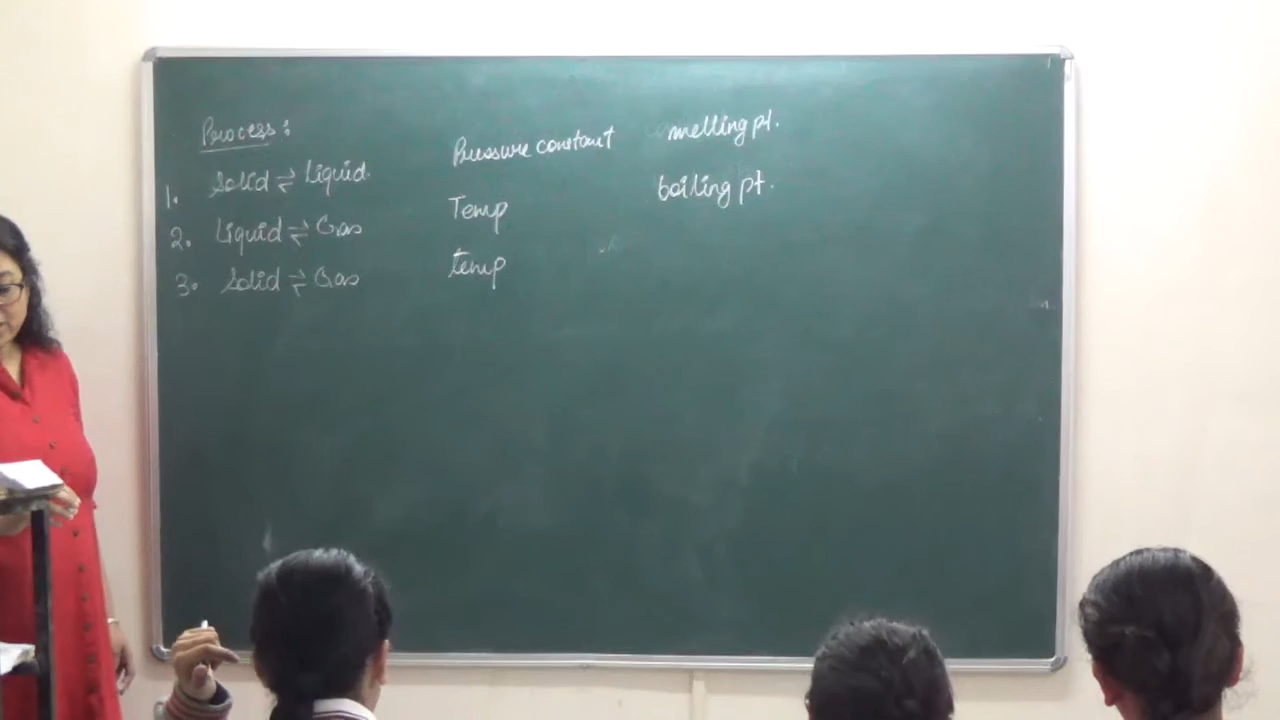 Process:
1. Solid ⇌ Liquid.
2. Liquid ⇌ Gas
3. Solid ⇌ Gas
Pressure constant
Temp
temp
melting pt.
boiling pt.